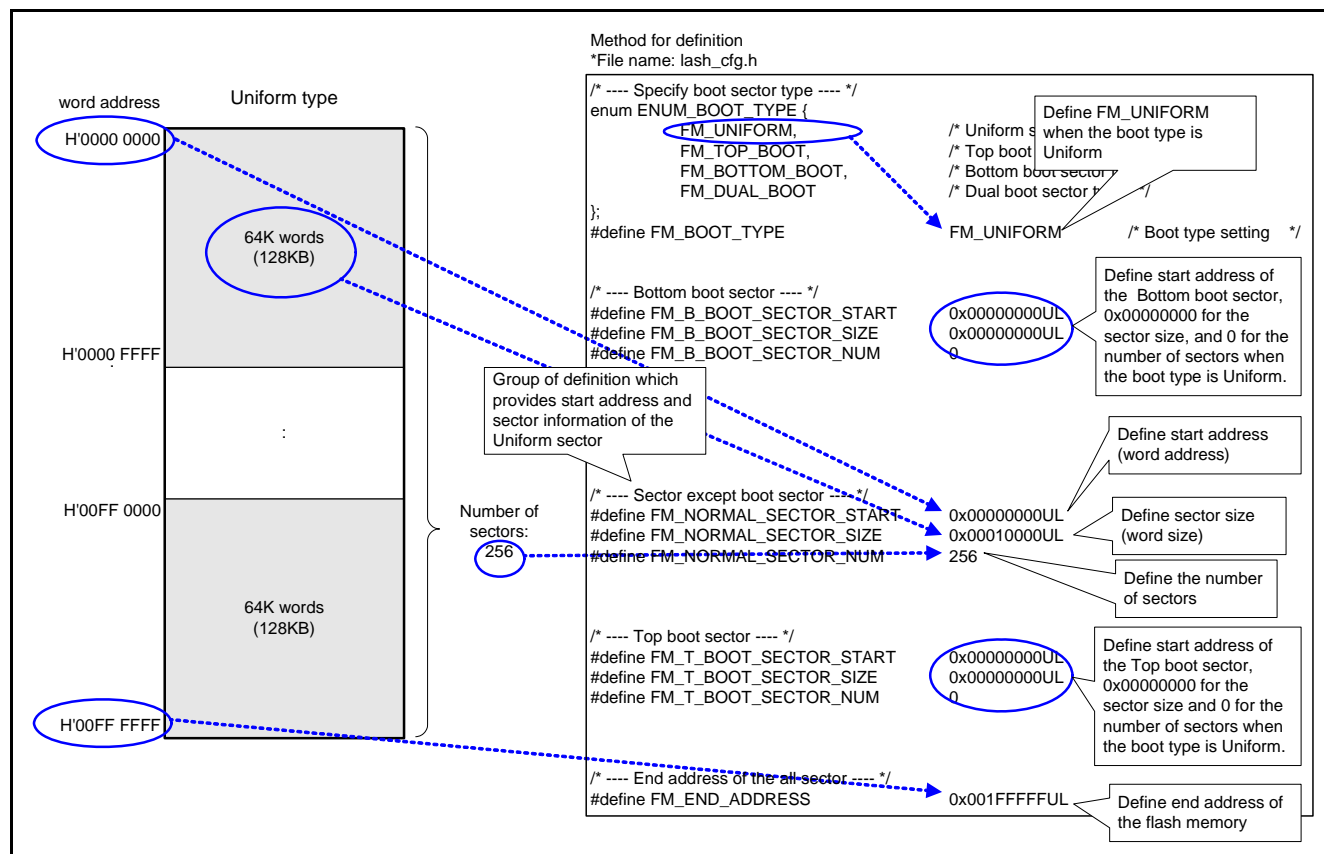 Method for definition
*File name: lash_cfg.h
word address
Uniform type
H'0000 0000
64K words
(128KB)
H'0000 FFFF
:
:
H'00FF 0000
64K words
(128KB)
H'00FF FFFF
Number of
sectors:
256
/* ---- Specify boot sector type ---- */
enum ENUM_BOOT_TYPE {
FM_UNIFORM, /* Uniform s
FM_TOP_BOOT, /* Top boot
FM_BOTTOM_BOOT, /* Bottom boot sector
FM_DUAL_BOOT /* Dual boot sector t */
};
#define FM_BOOT_TYPE FM_UNIFORM /* Boot type setting */
Define FM_UNIFORM
when the boot type is
Uniform
/* ---- Bottom boot sector ---- */
#define FM_B_BOOT_SECTOR_START 0x00000000UL
#define FM_B_BOOT_SECTOR_SIZE 0x00000000UL
#define FM_B_BOOT_SECTOR_NUM 0
Define start address of
the Bottom boot sector,
0x00000000 for the
sector size, and 0 for the
number of sectors when
the boot type is Uniform.
Group of definition which
provides start address and
sector information of the
Uniform sector
/* ---- Sector except boot sector ---- */
#define FM_NORMAL_SECTOR_START 0x00000000UL
#define FM_NORMAL_SECTOR_SIZE 0x00010000UL
#define FM_NORMAL_SECTOR_NUM 256
Define start address
(word address)
Define sector size
(word size)
Define the number
of sectors
/* ---- Top boot sector ---- */
#define FM_T_BOOT_SECTOR_START 0x00000000UL
#define FM_T_BOOT_SECTOR_SIZE 0x00000000UL
#define FM_T_BOOT_SECTOR_NUM 0
Define start address of
the Top boot sector,
0x00000000 for the
sector size and 0 for the
number of sectors when
the boot type is Uniform.
/* ---- End address of the all sector ---- */
#define FM_END_ADDRESS 0x001FFFFFUL
Define end address of
the flash memory